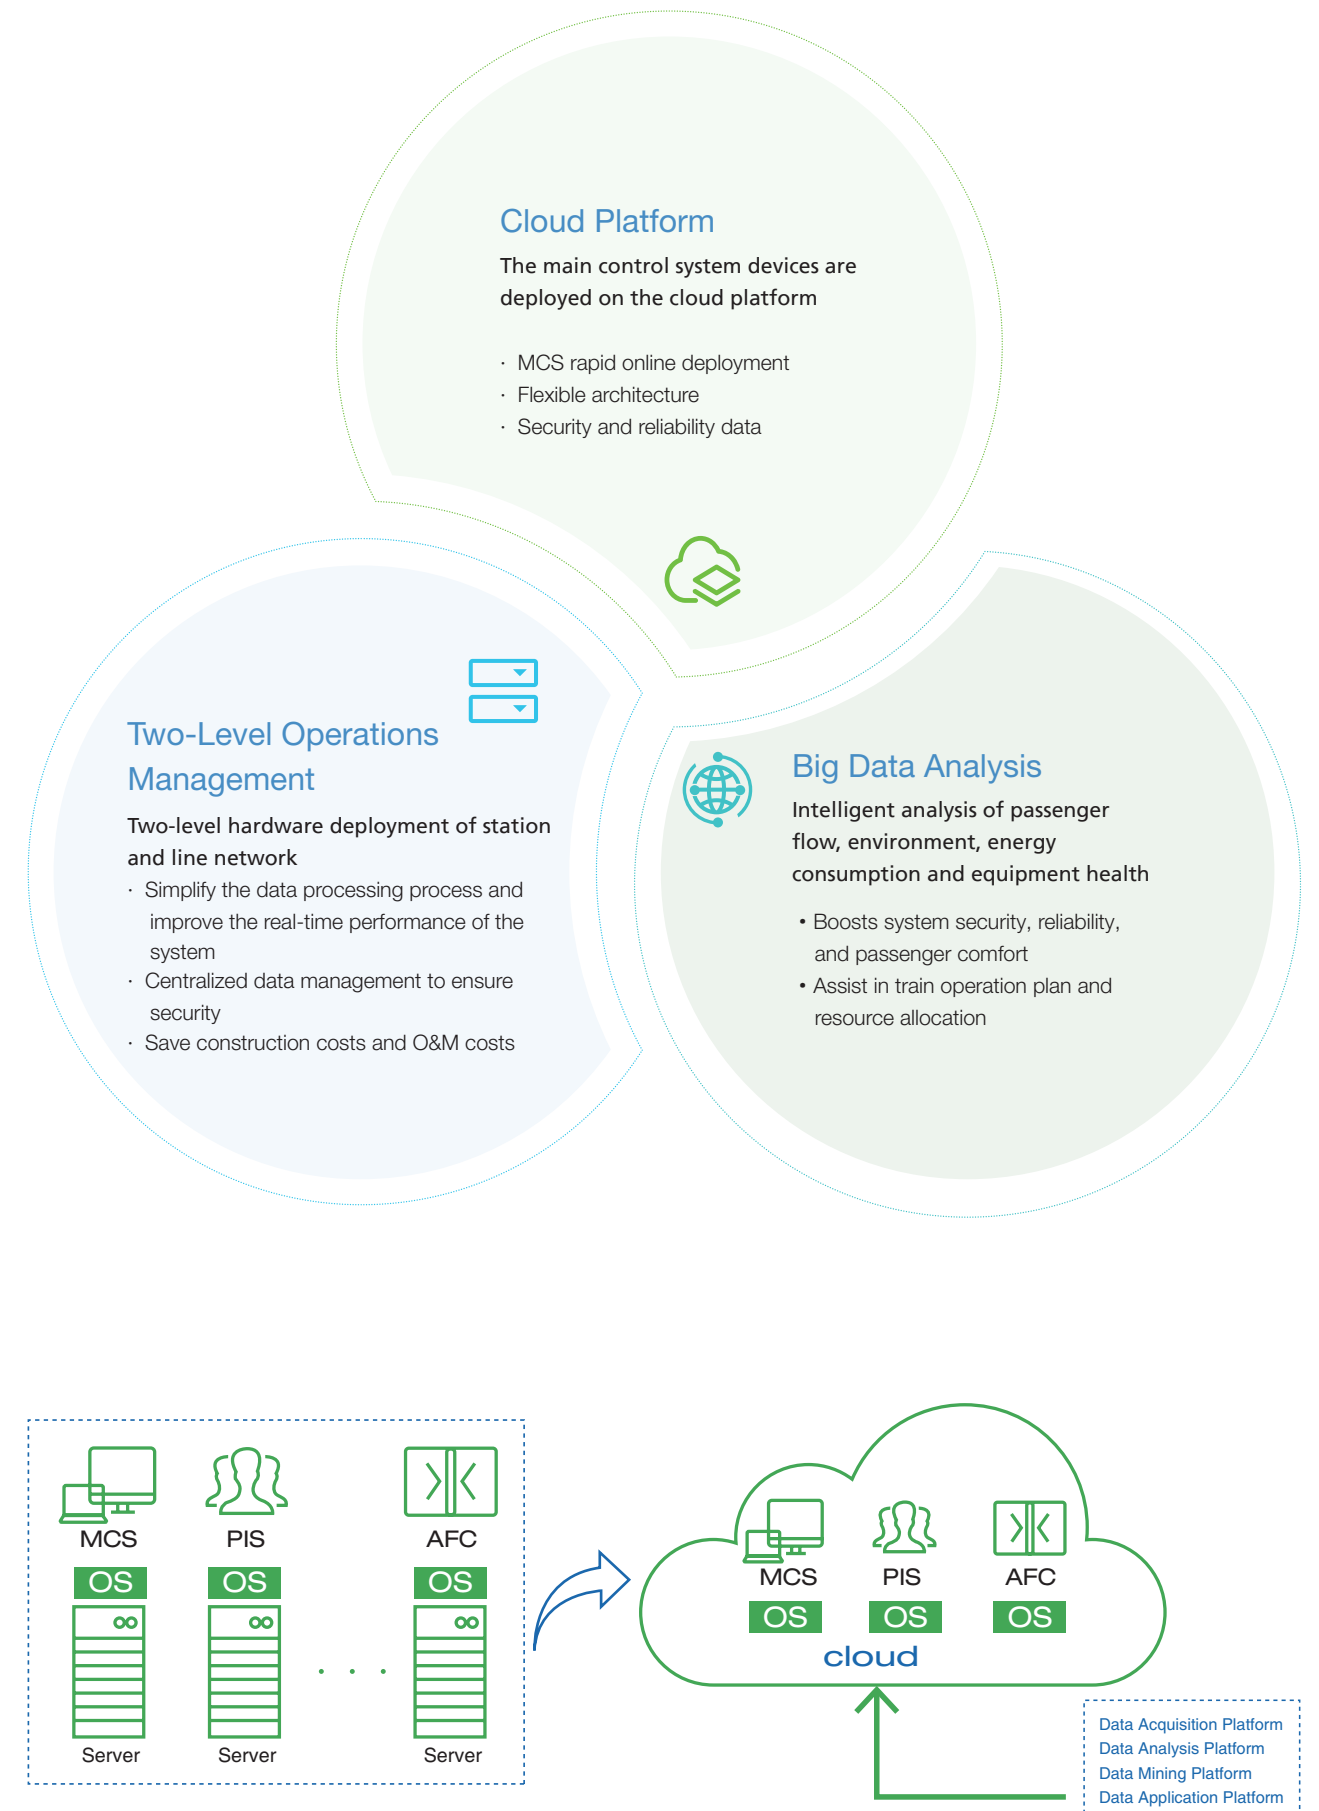 Cloud Platform
The main control system devices are
deployed on the cloud platform
· MCS rapid online deployment
· Flexible architecture
· Security and reliability data
Two-Level Operations
Management
Two-level hardware deployment of station
and line network
· Simplify the data processing process and
improve the real-time performance of the
system
· Centralized data management to ensure
security
· Save construction costs and O&M costs
Big Data Analysis
Intelligent analysis of passenger
flow, environment, energy
consumption and equipment health
• Boosts system security, reliability,
and passenger comfort
• Assist in train operation plan and
resource allocation
MCS PIS AFC
OS OS OS
. . .
Server Server Server
MCS PIS AFC
OS OS OS
cloud
Data Acquisition Platform
Data Analysis Platform
Data Mining Platform
Data Application Platform